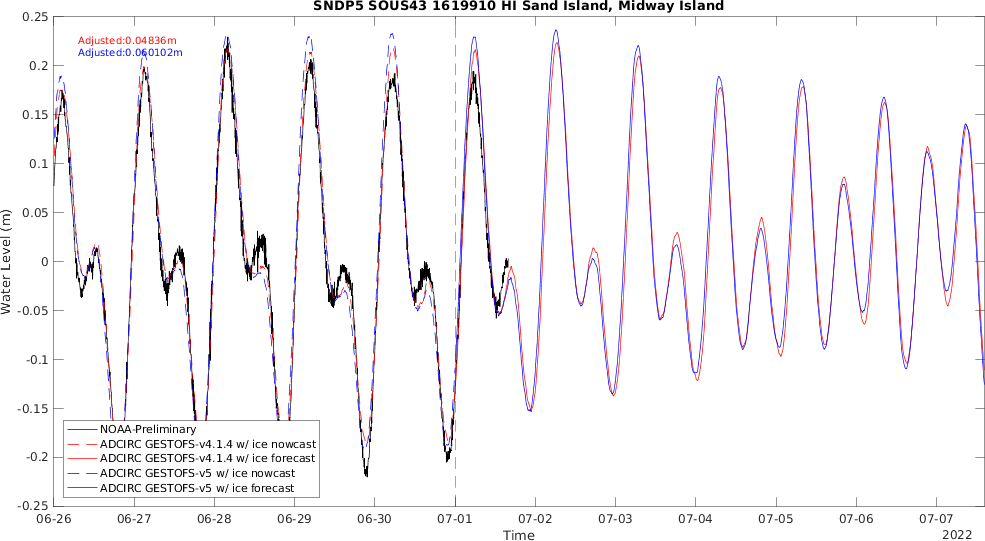 SNDP5 SOUS43 1619910 HI Sand Island, Midway Island
Adjusted:0.04836m
Adjusted:0.060102m
0.25
0.2
0.15
0.1
0.05
0
-0.05
-0.1
-0.15
-0.2
-0.25
Water Level (m)
NOAA-Preliminary
ADCIRC GESTOFS-v4.1.4 w/ ice nowcast
ADCIRC GESTOFS-v4.1.4 w/ ice forecast
ADCIRC GESTOFS-v5 w/ ice nowcast
ADCIRC GESTOFS-v5 w/ ice forecast
06-26 06-27 06-28 06-29 06-30 07-01 07-02 07-03 07-04 07-05 07-06 07-07
Time
2022